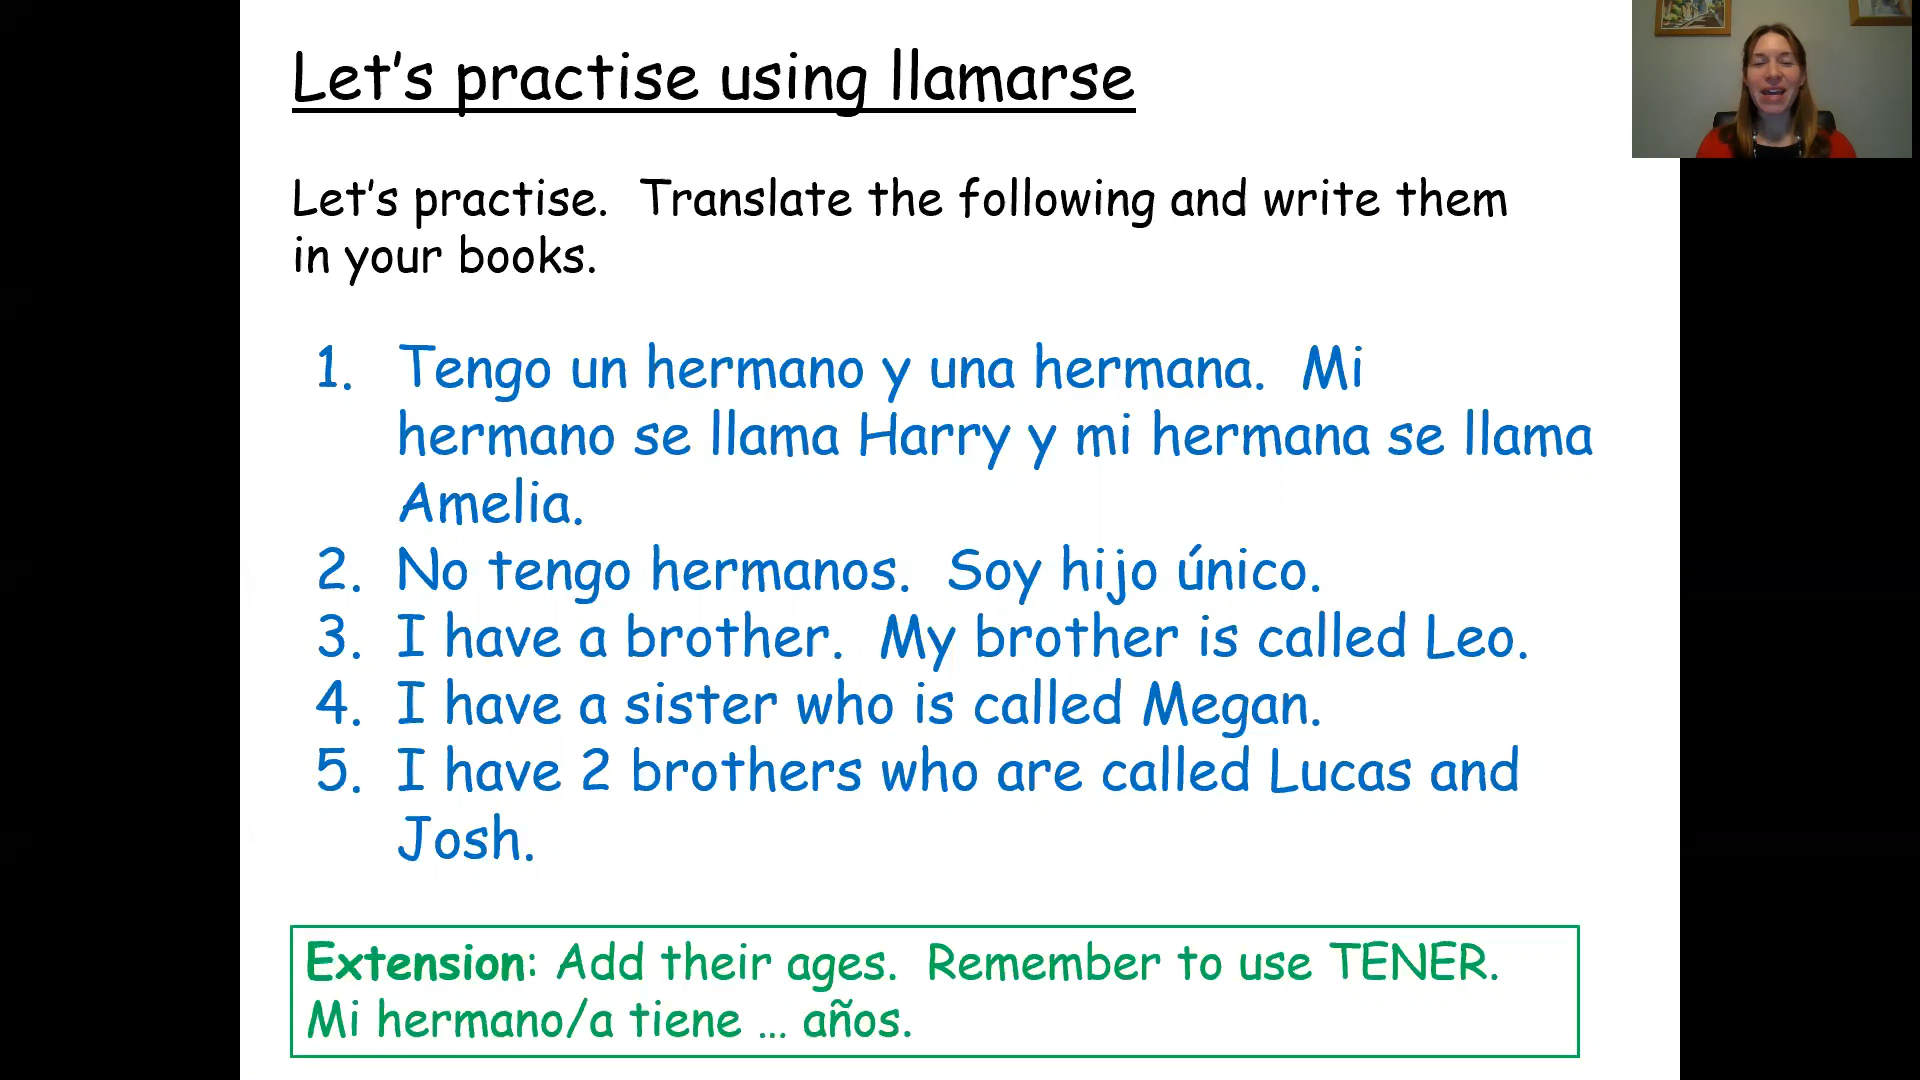 Let's practise using llamarse
Let's practise. Translate the following and write them
in your books.
1. Tengo un hermano y una hermana. Mi
hermano se llama Harry y mi hermana se llama
Amelia.
2. No tengo hermanos. Soy hijo único.
3. I have a brother. My brother is called Leo.
4. I have a sister who is called Megan.
5. I have 2 brothers who are called Lucas and
Josh.
Extension: Add their ages. Remember to use TENER.
Mi hermano/a tiene ... años.